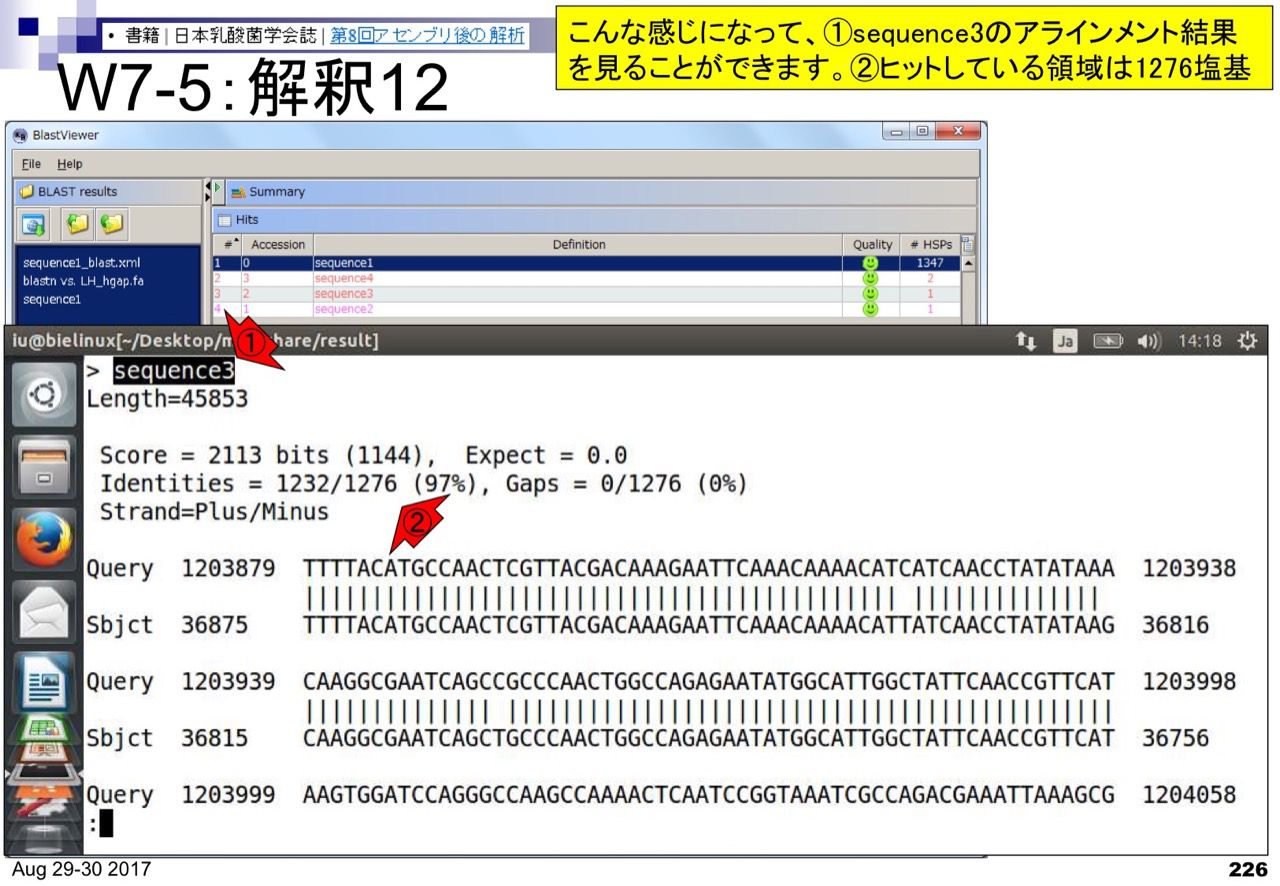 ・書籍 | 日本乳酸菌学会誌 | 第8回アセンブリ後の解析
こんな感じになって、①sequence3のアラインメント結果
を見ることができます。②ヒットしている領域は1276塩基
W7-5：解釈12
BlastViewer
File Help
BLAST results
Summary
Hits
# Accession Definition Quality # HSPs
sequence1_blast.xml
blastn vs. LH_hgap.fa
sequence1
1 0 sequence1 1347
2 3 sequence4 2
3 2 sequence3 1
4 1 sequence2 1
①
iu@bielinux[~/Desktop/m hare/result]
Ja 14:18
> sequence3
Length=45853
Score = 2113 bits (1144), Expect = 0.0
Identities = 1232/1276 (97%), Gaps = 0/1276 (0%)
Strand=Plus/Minus
②
Query 1203879 TTTTACATGCCAACTCGTTACGACAAAGAATTCAAACAAAACATCATCAACCTATATAAA 1203938
||||||||||||||||||||||||||||||||||||||||||||| ||||||||||||||
Sbjct 36875 TTTTACATGCCAACTCGTTACGACAAAGAATTCAAACAAAACATTATCAACCTATATAAG 36816
Query 1203939 CAAGGCGAATCAGCCGCCCAACTGGCCAGAGAATATGGCATTGGCTATTCAACCGTTCAT 1203998
|||||||||||||| |||||||||||||||||||||||||||||||||||||||||||||
Sbjct 36815 CAAGGCGAATCAGCTGCCCAACTGGCCAGAGAATATGGCATTGGCTATTCAACCGTTCAT 36756
Query 1203999 AAGTGGATCCAGGGCCAAGCCAAAACTCAATCCGGTAAATCGCCAGACGAAATTAAAGCG 1204058
:
Aug 29-30 2017
226